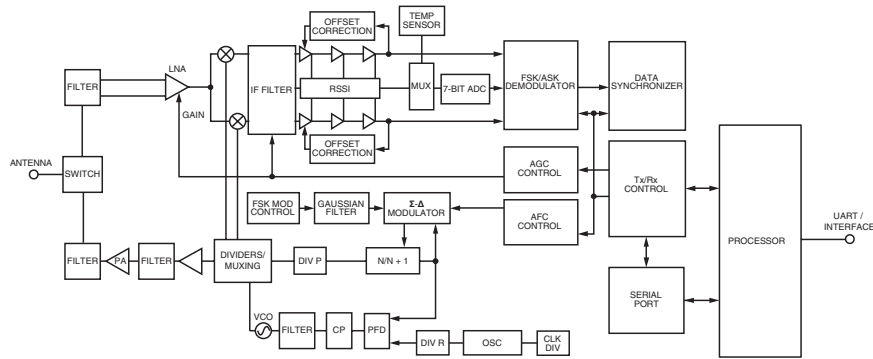 OFFSET
CORRECTION
TEMP
SENSOR
LNA
FILTER
GAIN
IF FILTER
RSSI
MUX
7-BIT ADC
FSK/ASK
DEMODULATOR
DATA
SYNCHRONIZER
OFFSET
CORRECTION
ANTENNA
SWITCH
AGC
CONTROL
Tx/Rx
CONTROL
FSK MOD
CONTROL
GAUSSIAN
FILTER
Σ-Δ
MODULATOR
AFC
CONTROL
PROCESSOR
UART /
INTERFACE
FILTER
PA
FILTER
DIVIDERS/
MUXING
DIV P
N/N + 1
SERIAL
PORT
VCO
FILTER
CP
PFD
DIV R
OSC
CLK
DIV